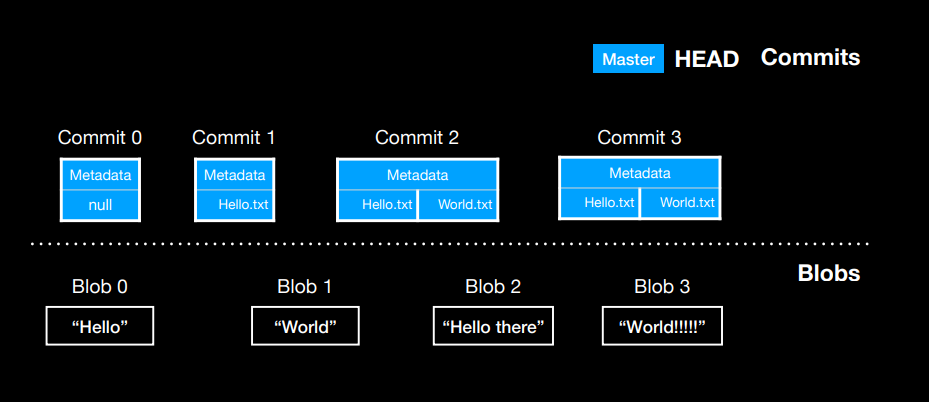 Master HEAD Commits
Commit 0 Commit 1 Commit 2 Commit 3
Metadata Metadata Metadata Metadata
null Hello.txt Hello.txt World.txt Hello.txt World.txt
Blobs
Blob 0 Blob 1 Blob 2 Blob 3
“Hello” “World” “Hello there” “World!!!!!”